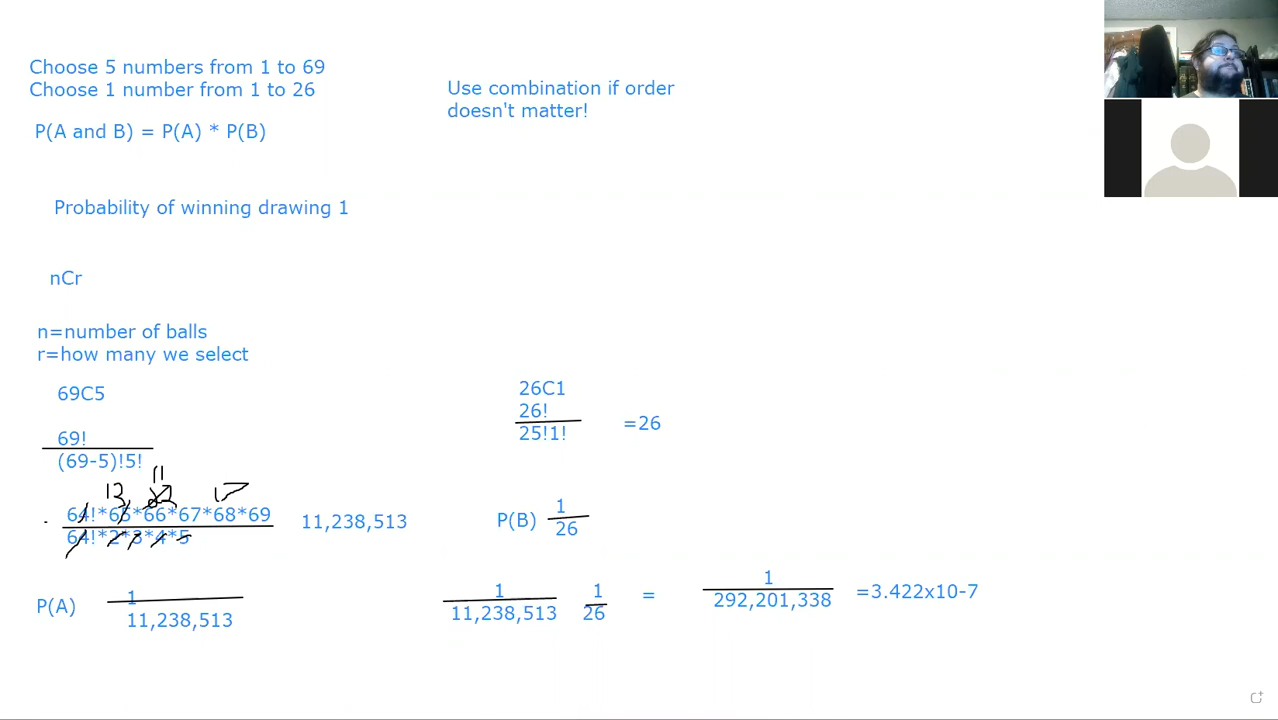 Choose 5 numbers from 1 to 69
Choose 1 number from 1 to 26
Use combination if order
doesn't matter!
P(A and B) = P(A) * P(B)
Probability of winning drawing 1
nCr
n=number of balls
r=how many we select
69C5
69!
(69-5)!5!
26C1
26!
25!1!
=26
11
13 22 17
64!*65*66*67*68*69
64!*2*3*4*5
11,238,513
P(B)
1
26
P(A)
1
11,238,513
1
11,238,513
1
26
=
1
292,201,338
=3.422x10-7